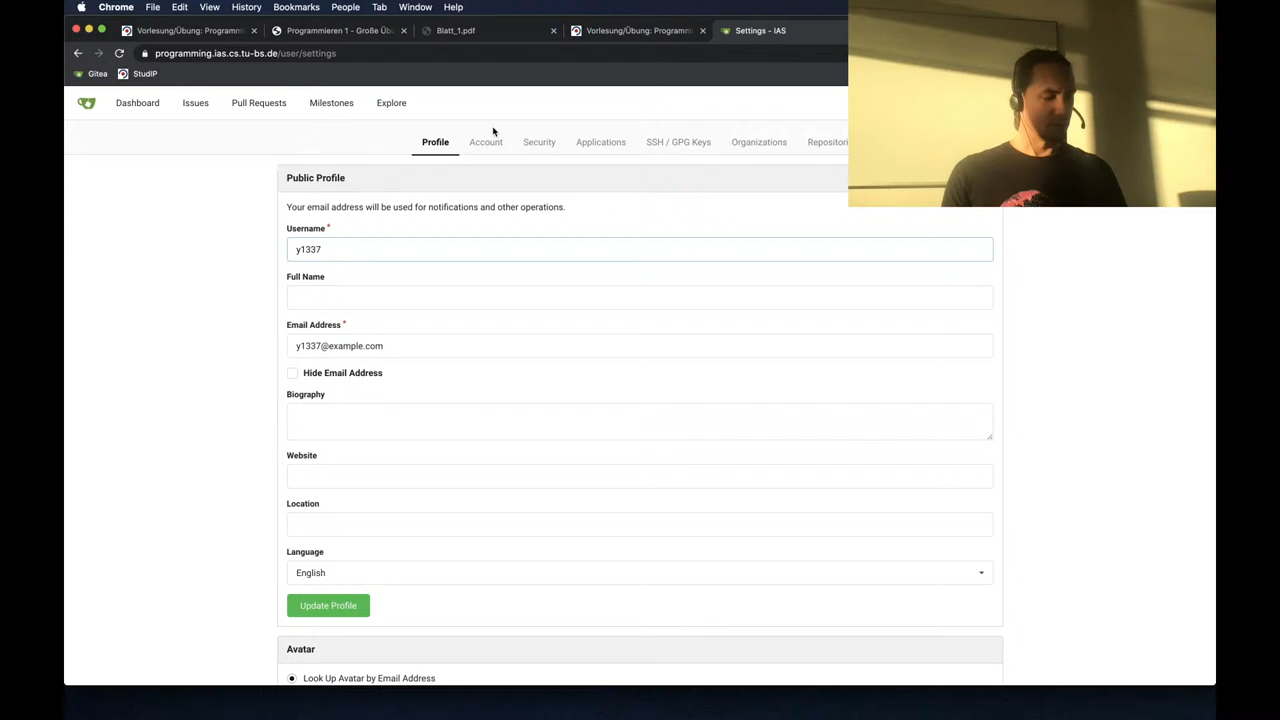 Chrome File Edit View History Bookmarks People Tab Window Help
Vorlesung/Übung: Programmi
Programmieren 1 - Große Üb
Blatt_1.pdf
Vorlesung/Übung: Programmi
Settings - IAS
programming.ias.cs.tu-bs.de/user/settings
Gitea StudIP
Dashboard Issues Pull Requests Milestones Explore
Profile Account Security Applications SSH / GPG Keys Organizations Repositori
Public Profile
Your email address will be used for notifications and other operations.
Username *
y1337
Full Name
Email Address *
y1337@example.com
Hide Email Address
Biography
Website
Location
Language
English
Update Profile
Avatar
Look Up Avatar by Email Address